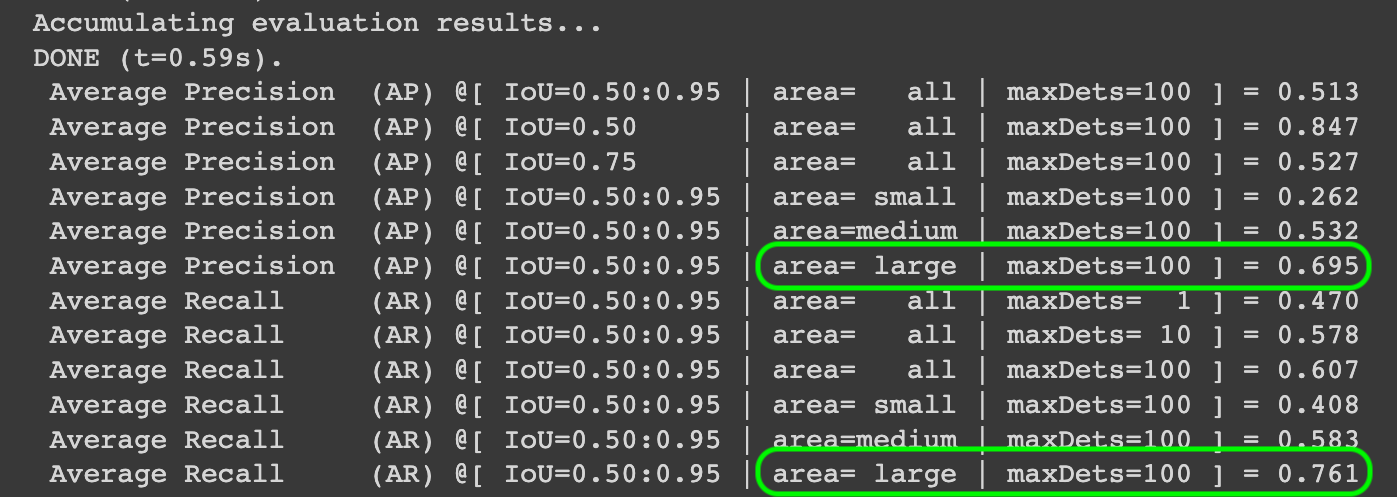 Accumulating evaluation results...
DONE (t=0.59s).
 Average Precision  (AP) @[ IoU=0.50:0.95 | area=   all | maxDets=100 ] = 0.513
 Average Precision  (AP) @[ IoU=0.50      | area=   all | maxDets=100 ] = 0.847
 Average Precision  (AP) @[ IoU=0.75      | area=   all | maxDets=100 ] = 0.527
 Average Precision  (AP) @[ IoU=0.50:0.95 | area= small | maxDets=100 ] = 0.262
 Average Precision  (AP) @[ IoU=0.50:0.95 | area=medium | maxDets=100 ] = 0.532
 Average Precision  (AP) @[ IoU=0.50:0.95 | area= large | maxDets=100 ] = 0.695
 Average Recall     (AR) @[ IoU=0.50:0.95 | area=   all | maxDets=  1 ] = 0.470
 Average Recall     (AR) @[ IoU=0.50:0.95 | area=   all | maxDets= 10 ] = 0.578
 Average Recall     (AR) @[ IoU=0.50:0.95 | area=   all | maxDets=100 ] = 0.607
 Average Recall     (AR) @[ IoU=0.50:0.95 | area= small | maxDets=100 ] = 0.408
 Average Recall     (AR) @[ IoU=0.50:0.95 | area=medium | maxDets=100 ] = 0.583
 Average Recall     (AR) @[ IoU=0.50:0.95 | area= large | maxDets=100 ] = 0.761